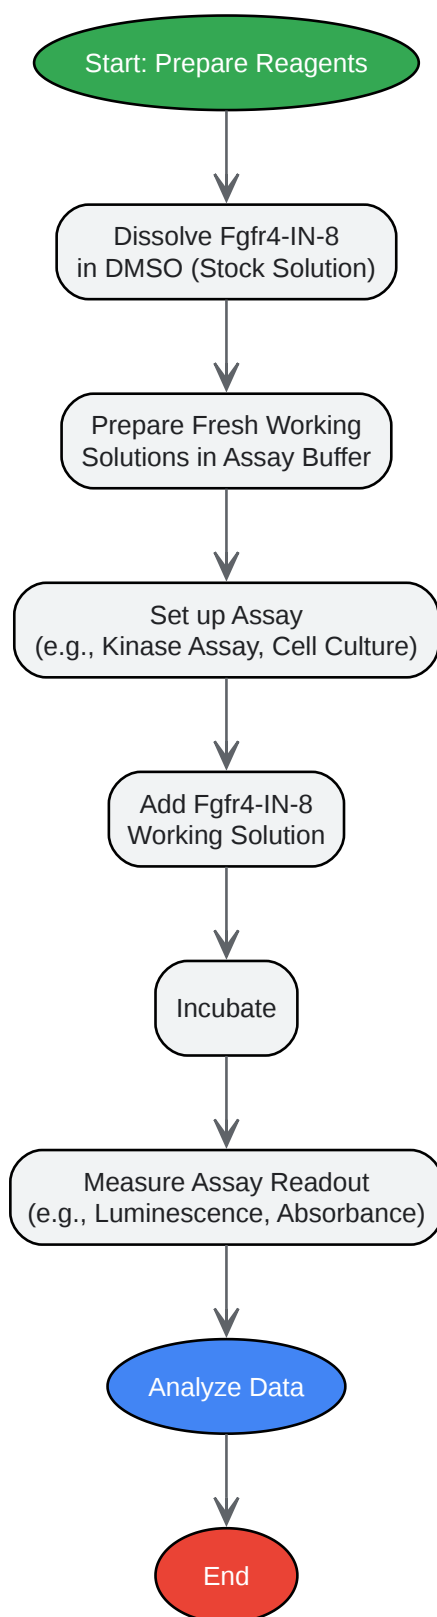 Start: Prepare Reagents
Dissolve Fgfr4-IN-8
in DMSO (Stock Solution)
Prepare Fresh Working
Solutions in Assay Buffer
Set up Assay
(e.g., Kinase Assay, Cell Culture)
Add Fgfr4-IN-8
Working Solution
Incubate
Measure Assay Readout
(e.g., Luminescence, Absorbance)
Analyze Data
End